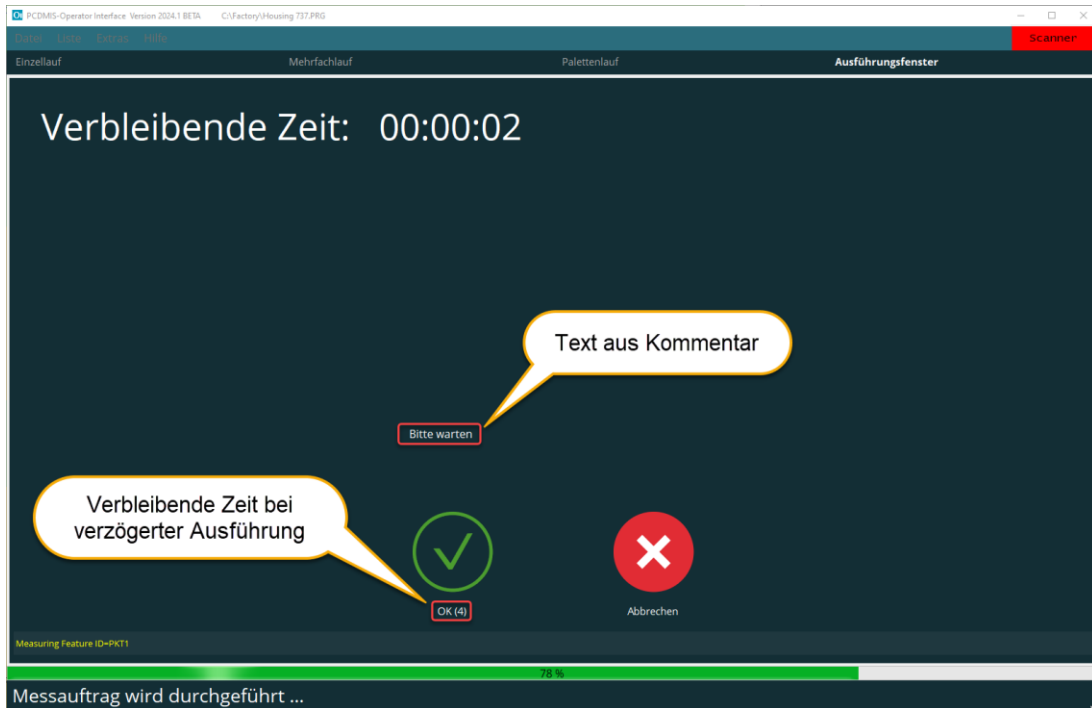 PCDMIS-Operator Interface Version 2024.1 BETA C:\Factory\Housing 737.PRG
Datei Liste Extras Hilfe Scanner
Einzellauf Mehrfachlauf Palettenlauf Ausführungsfenster
Verbleibende Zeit: 00:00:02
Text aus Kommentar
Bitte warten
Verbleibende Zeit bei
verzögerter Ausführung
OK (4) Abbrechen
Measuring Feature ID=PKT1
78 %
Messauftrag wird durchgeführt ...